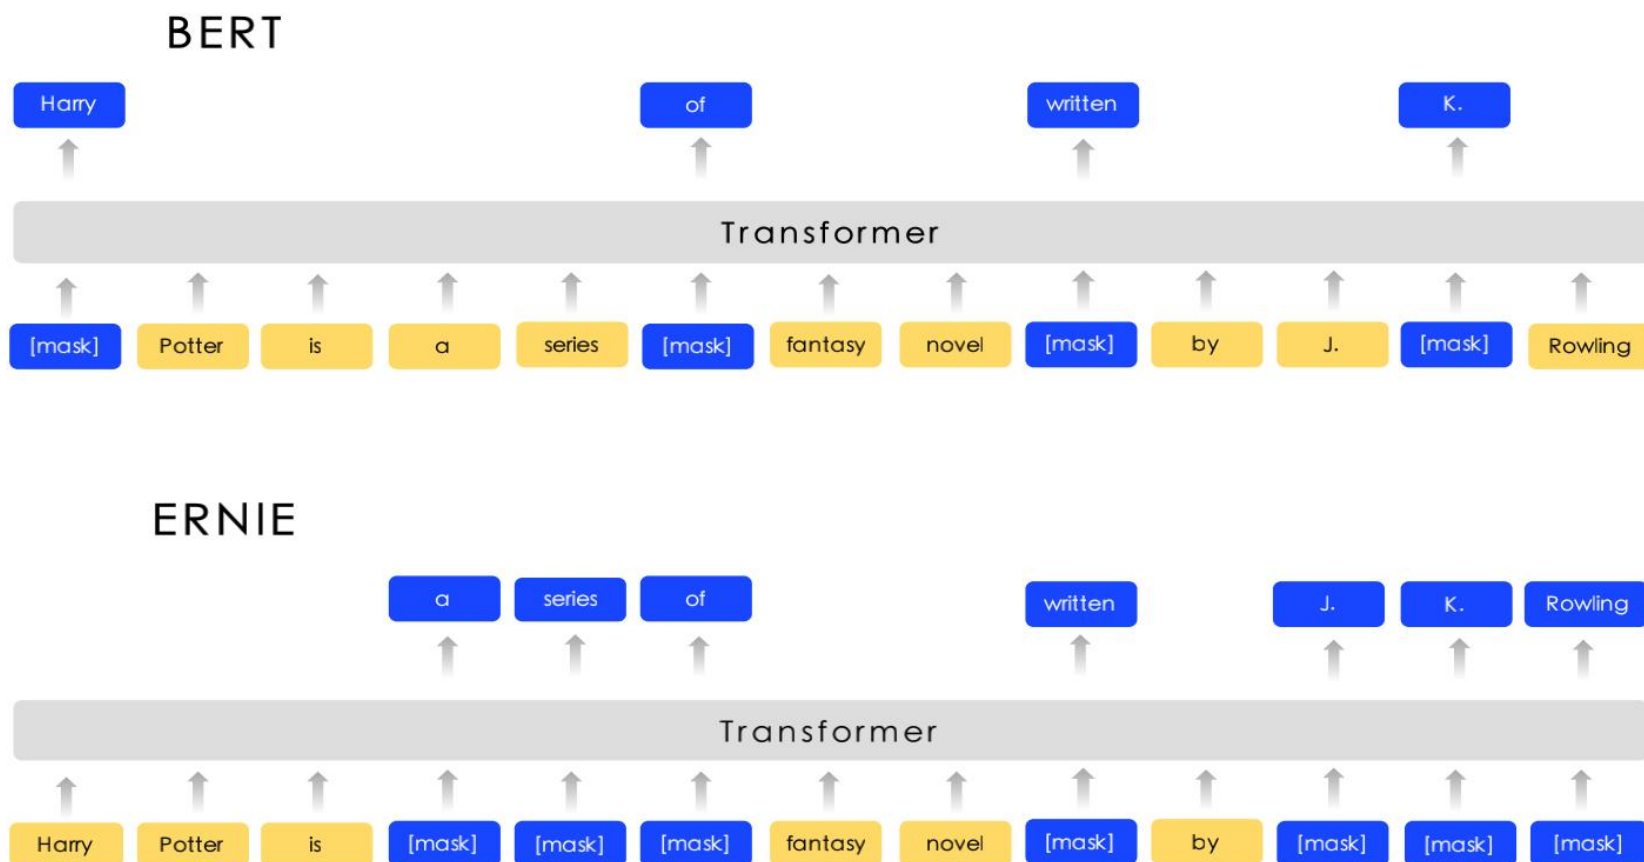 BERT
Harry of written K.
Transformer
[mask] Potter is a series [mask] fantasy novel [mask] by J. [mask] Rowling
ERNIE
a series of written J. K. Rowling
Transformer
Harry Potter is [mask] [mask] [mask] fantasy novel [mask] by [mask] [mask] [mask]